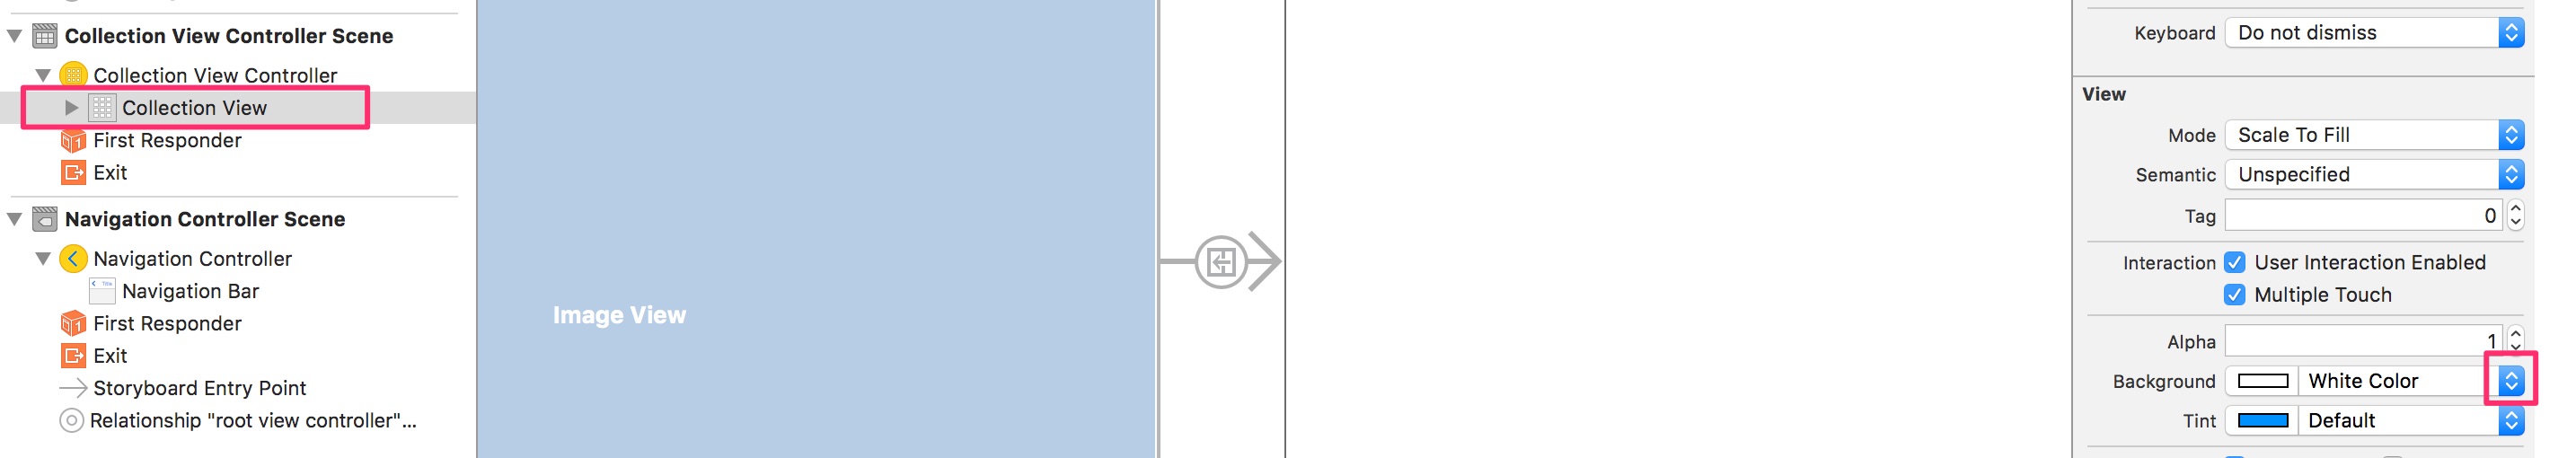 Collection View Controller Scene
Collection View Controller
Collection View
First Responder
Exit
Navigation Controller Scene
Navigation Controller
Title
Navigation Bar
First Responder
Exit
Storyboard Entry Point
Relationship "root view controller"...
Image View
Keyboard Do not dismiss
View
Mode Scale To Fill
Semantic Unspecified
Tag 0
Interaction User Interaction Enabled
Multiple Touch
Alpha 1
Background White Color
Tint Default